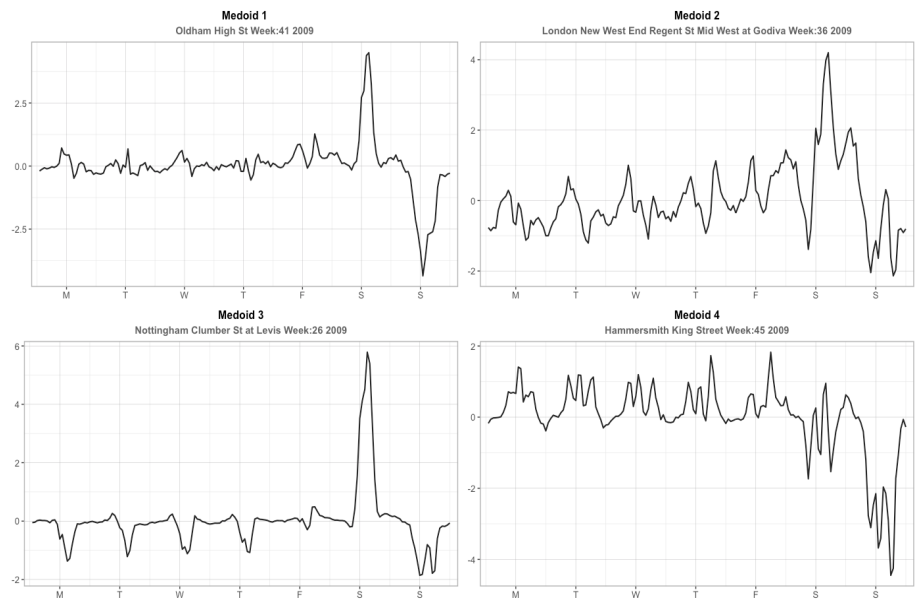 Medoid 1
Oldham High St Week:41 2009
2.5
0.0
-2.5
M T W T F S S
Medoid 2
London New West End Regent St Mid West at Godiva Week:36 2009
4
2
0
-2
M T W T F S S
Medoid 3
Nottingham Clumber St at Levis Week:26 2009
6
4
2
0
-2
M T W T F S S
Medoid 4
Hammersmith King Street Week:45 2009
2
0
-2
-4
M T W T F S S